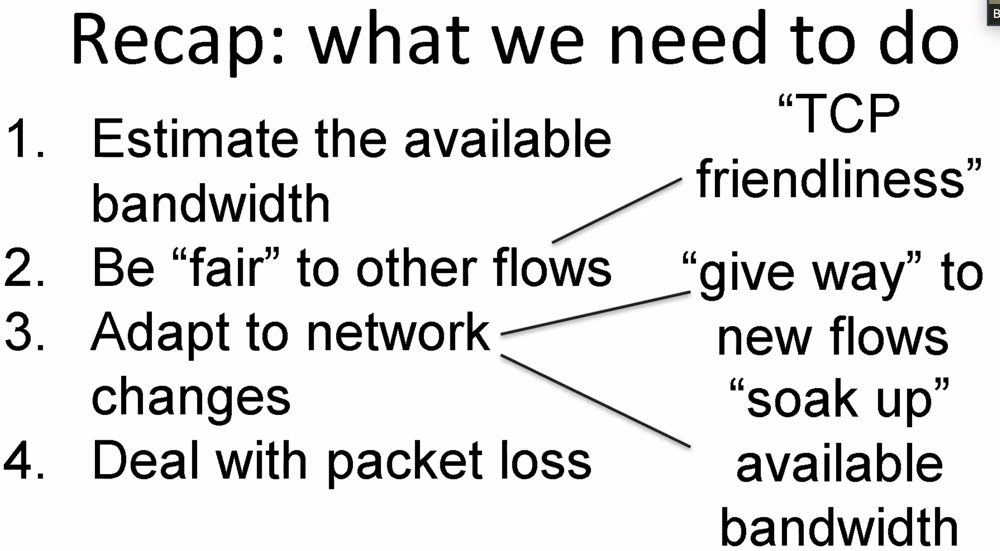 Recap: what we need to do
1. Estimate the available
bandwidth
2. Be “fair” to other flows
3. Adapt to network
changes
4. Deal with packet loss
“TCP
friendliness”
“give way” to
new flows
“soak up”
available
bandwidth
B